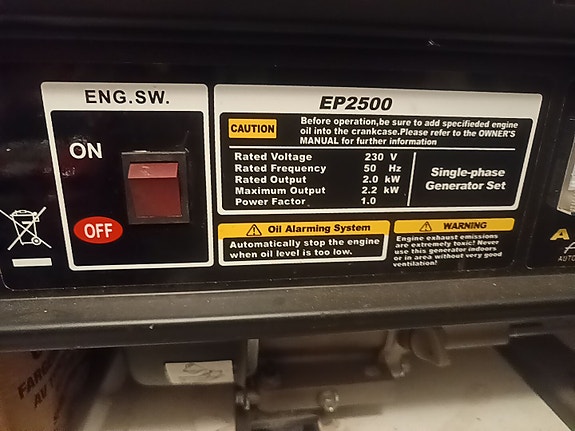 ENG.SW.
ON
OFF
EP2500
CAUTION
Before operation,be sure to add specifieded engine
oil into the crankcase.Please refer to the OWNER'S
MANUAL for further information
Rated Voltage 230 V
Rated Frequency 50 Hz
Rated Output 2.0 kW
Maximum Output 2.2 kW
Power Factor 1.0
Single-phase
Generator Set
Oil Alarming System
Automatically stop the engine
when oil level is too low.
WARNING
Engine exhaust emissions
are extremely toxic! Never
use this generator indoors
or in area without very good
ventilation!
A
AUTO
AV